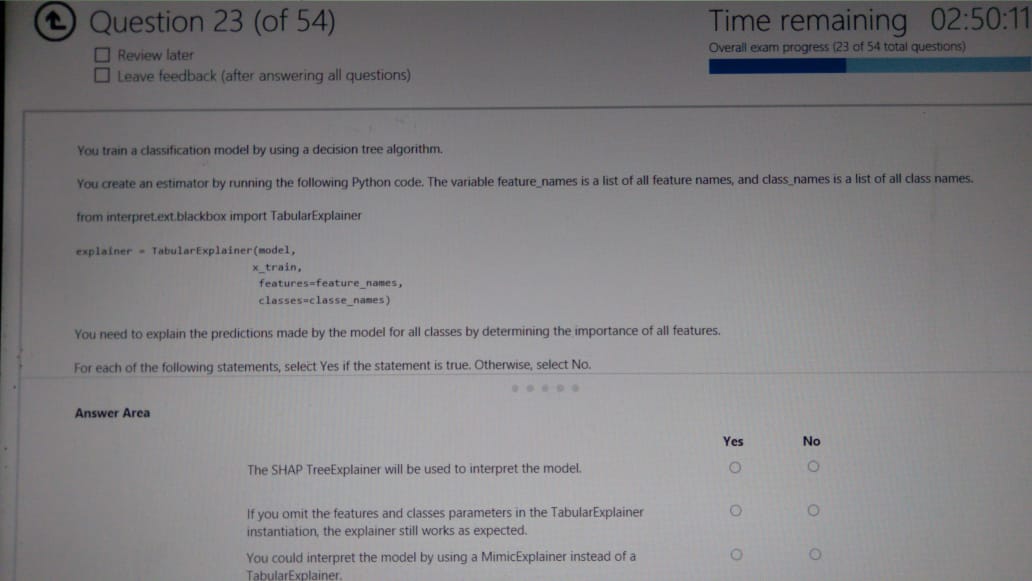 Question 23 (of 54)
Time remaining 02:50:11
Review later
Overall exam progress (23 of 54 total questions)
Leave feedback (after answering all questions)
You train a classification model by using a decision tree algorithm.
You create an estimator by running the following Python code. The variable feature_names is a list of all feature names, and class_names is a list of all class names.
from interpret.ext.blackbox import TabularExplainer
explainer = TabularExplainer(model,
x_train,
features=feature_names,
classes=classe_names)
You need to explain the predictions made by the model for all classes by determining the importance of all features.
For each of the following statements, select Yes if the statement is true. Otherwise, select No.
Answer Area
Yes No
The SHAP TreeExplainer will be used to interpret the model.
If you omit the features and classes parameters in the TabularExplainer
instantiation, the explainer still works as expected.
You could interpret the model by using a MimicExplainer instead of a
TabularExplainer.